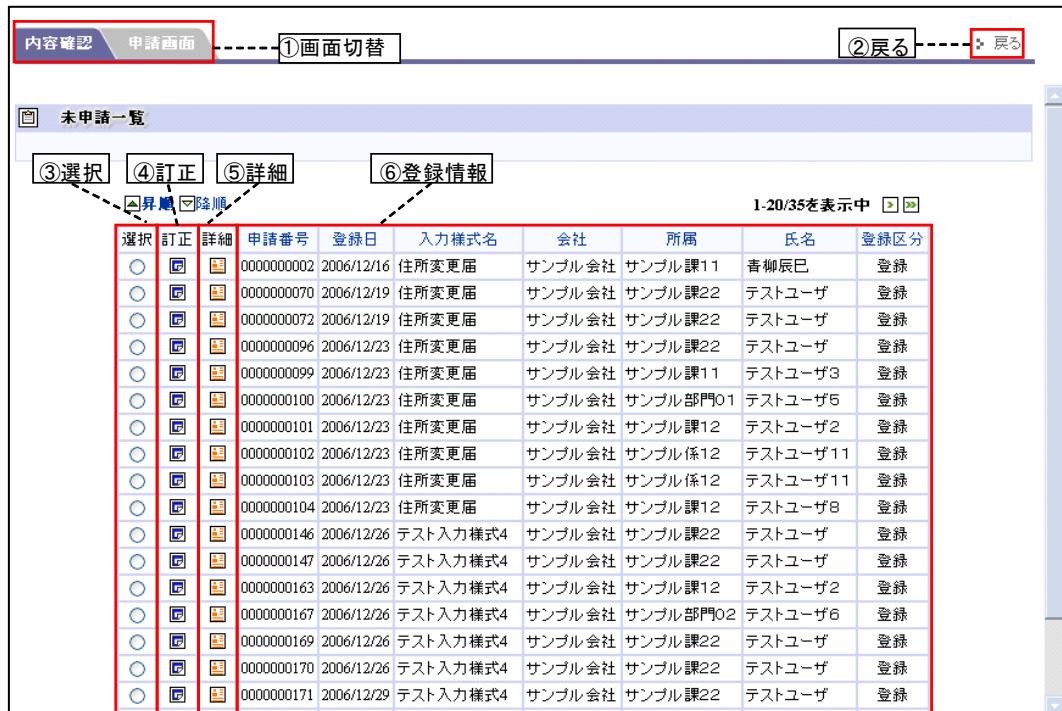 内容確認 申請画面 ①画面切替 ②戻る 戻る
未申請一覧
③選択 ④訂正 ⑤詳細 ⑥登録情報
昇順 降順 1-20/35を表示中
選択 訂正 詳細 申請番号 登録日 入力様式名 会社 所属 氏名 登録区分
0000000002 2006/12/16 住所変更届 サンプル会社 サンプル課11 青柳辰巳 登録
0000000070 2006/12/19 住所変更届 サンプル会社 サンプル課22 テストユーザ 登録
0000000072 2006/12/19 住所変更届 サンプル会社 サンプル課22 テストユーザ 登録
0000000096 2006/12/23 住所変更届 サンプル会社 サンプル課22 テストユーザ 登録
0000000099 2006/12/23 住所変更届 サンプル会社 サンプル課11 テストユーザ3 登録
0000000100 2006/12/23 住所変更届 サンプル会社 サンプル部門01 テストユーザ5 登録
0000000101 2006/12/23 住所変更届 サンプル会社 サンプル課12 テストユーザ2 登録
0000000102 2006/12/23 住所変更届 サンプル会社 サンプル係12 テストユーザ11 登録
0000000103 2006/12/23 住所変更届 サンプル会社 サンプル係12 テストユーザ11 登録
0000000104 2006/12/23 住所変更届 サンプル会社 サンプル課12 テストユーザ8 登録
0000000146 2006/12/26 テスト入力様式4 サンプル会社 サンプル課22 テストユーザ 登録
0000000147 2006/12/26 テスト入力様式4 サンプル会社 サンプル課22 テストユーザ 登録
0000000163 2006/12/26 テスト入力様式4 サンプル会社 サンプル課12 テストユーザ2 登録
0000000167 2006/12/26 テスト入力様式4 サンプル会社 サンプル部門02 テストユーザ6 登録
0000000169 2006/12/26 テスト入力様式4 サンプル会社 サンプル課22 テストユーザ 登録
0000000170 2006/12/26 テスト入力様式4 サンプル会社 サンプル課22 テストユーザ 登録
0000000171 2006/12/29 テスト入力様式4 サンプル会社 サンプル課22 テストユーザ 登録